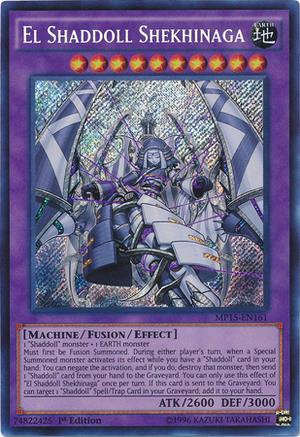 El Shaddoll Shekhinaga
EARTH
地
MP15-EN161
[Machine/Fusion/Effect]
1 "Shaddoll" monster + 1 EARTH monster
Must first be Fusion Summoned. During either player's turn, when a Special
Summoned monster activates its effect while you have a "Shaddoll" card in your
hand: You can negate the activation, and if you do, destroy that monster, then send
1 "Shaddoll" card from your hand to the Graveyard. You can only use this effect of
"El Shaddoll Shekhinaga" once per turn. If this card is sent to the Graveyard: You
can target 1 "Shaddoll" Spell/Trap Card in your Graveyard; add it to your hand.
ATK/2600 DEF/3000
74822425 1st Edition ©1996 KAZUKI TAKAHASHI